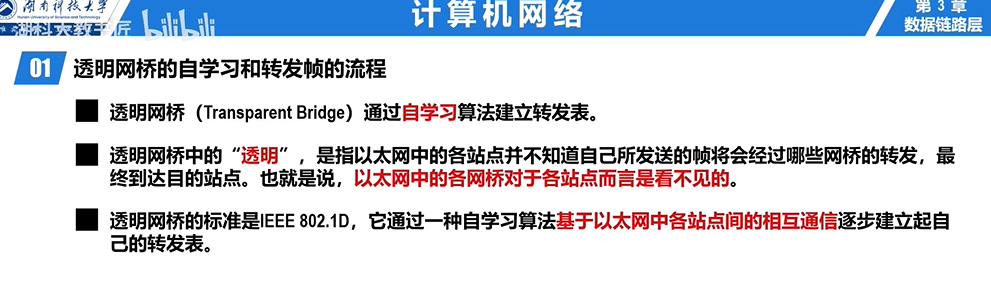 湖南科技大学
Hunan University of Science and Technology
计算机网络
第 3 章
数据链路层
湖科大教书匠
bilibili
01 透明网桥的自学习和转发帧的流程
透明网桥（Transparent Bridge）通过自学习算法建立转发表。
透明网桥中的“透明”，是指以太网中的各站点并不知道自己所发送的帧将会经过哪些网桥的转发，最
终到达目的站点。也就是说，以太网中的各网桥对于各站点而言是看不见的。
透明网桥的标准是IEEE 802.1D，它通过一种自学习算法基于以太网中各站点间的相互通信逐步建立起自
己的转发表。